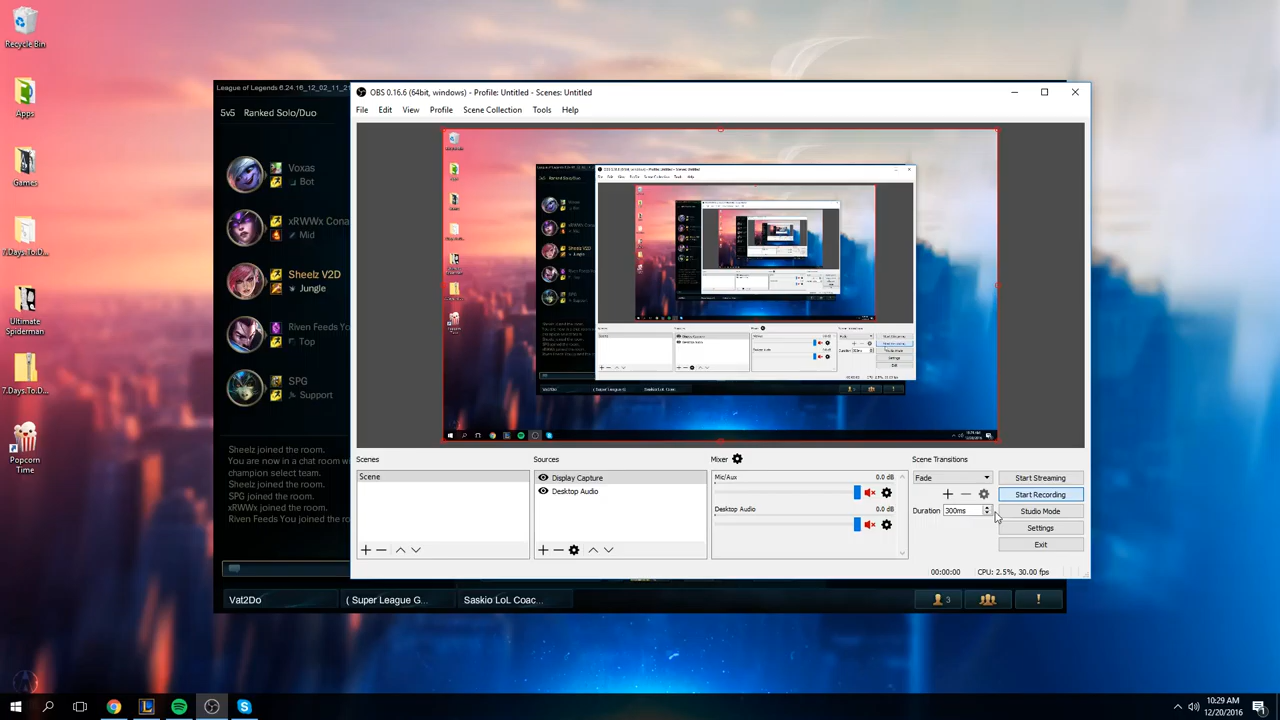 Recycle Bin
Apps
Games
7.Days.To.D...
Ultimate
Spiderman
7.Days.To.D...
Popcorn
Time
League of Legends 6.24.16_12_02_11_2
5v5 Ranked Solo/Duo
Voxas
Bot
xRWWx Cona
Mid
Sheelz V2D
Jungle
Riven Feeds Yo
Top
SPG
Support
Sheelz joined the room.
You are now in a chat room w
champion select team.
Sheelz joined the room.
SPG joined the room.
xRWWx joined the room.
Riven Feeds You joined the r
Vat2Do
( Super League G...
Saskio LoL Coac...
3
OBS 0.16.6 (64bit, windows) - Profile: Untitled - Scenes: Untitled
File Edit View Profile Scene Collection Tools Help
Scenes
Scene
Sources
Display Capture
Desktop Audio
Mixer
Mic/Aux 0.0 dB
Desktop Audio 0.0 dB
Scene Transitions
Fade
Duration 300ms
Start Streaming
Start Recording
Studio Mode
Settings
Exit
00:00:00 CPU: 2.5%, 30.00 fps
10:29 AM
12/20/2016
1